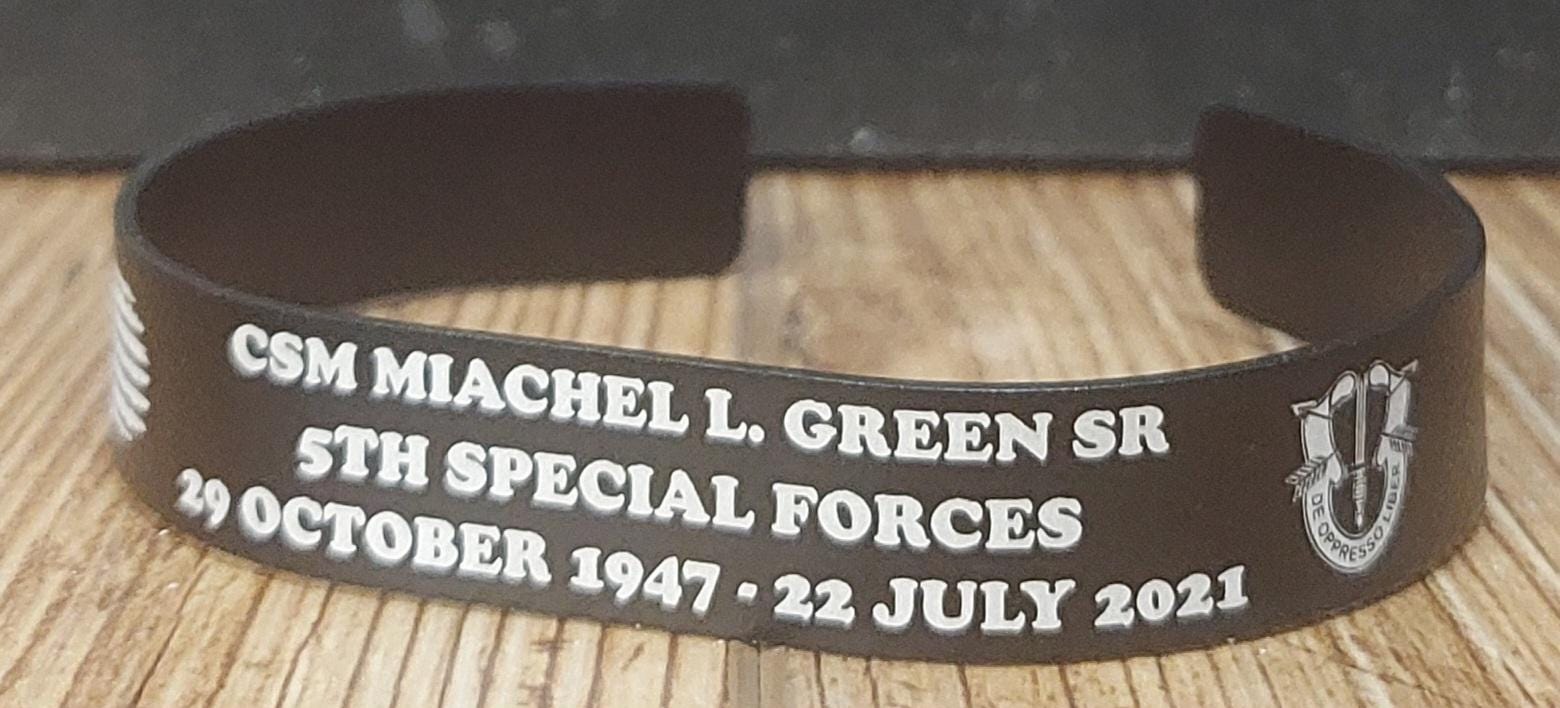 CSM MIACHEL L. GREEN SR
5TH SPECIAL FORCES
29 OCTOBER 1947 - 22 JULY 2021
DE OPPRESSO LIBER